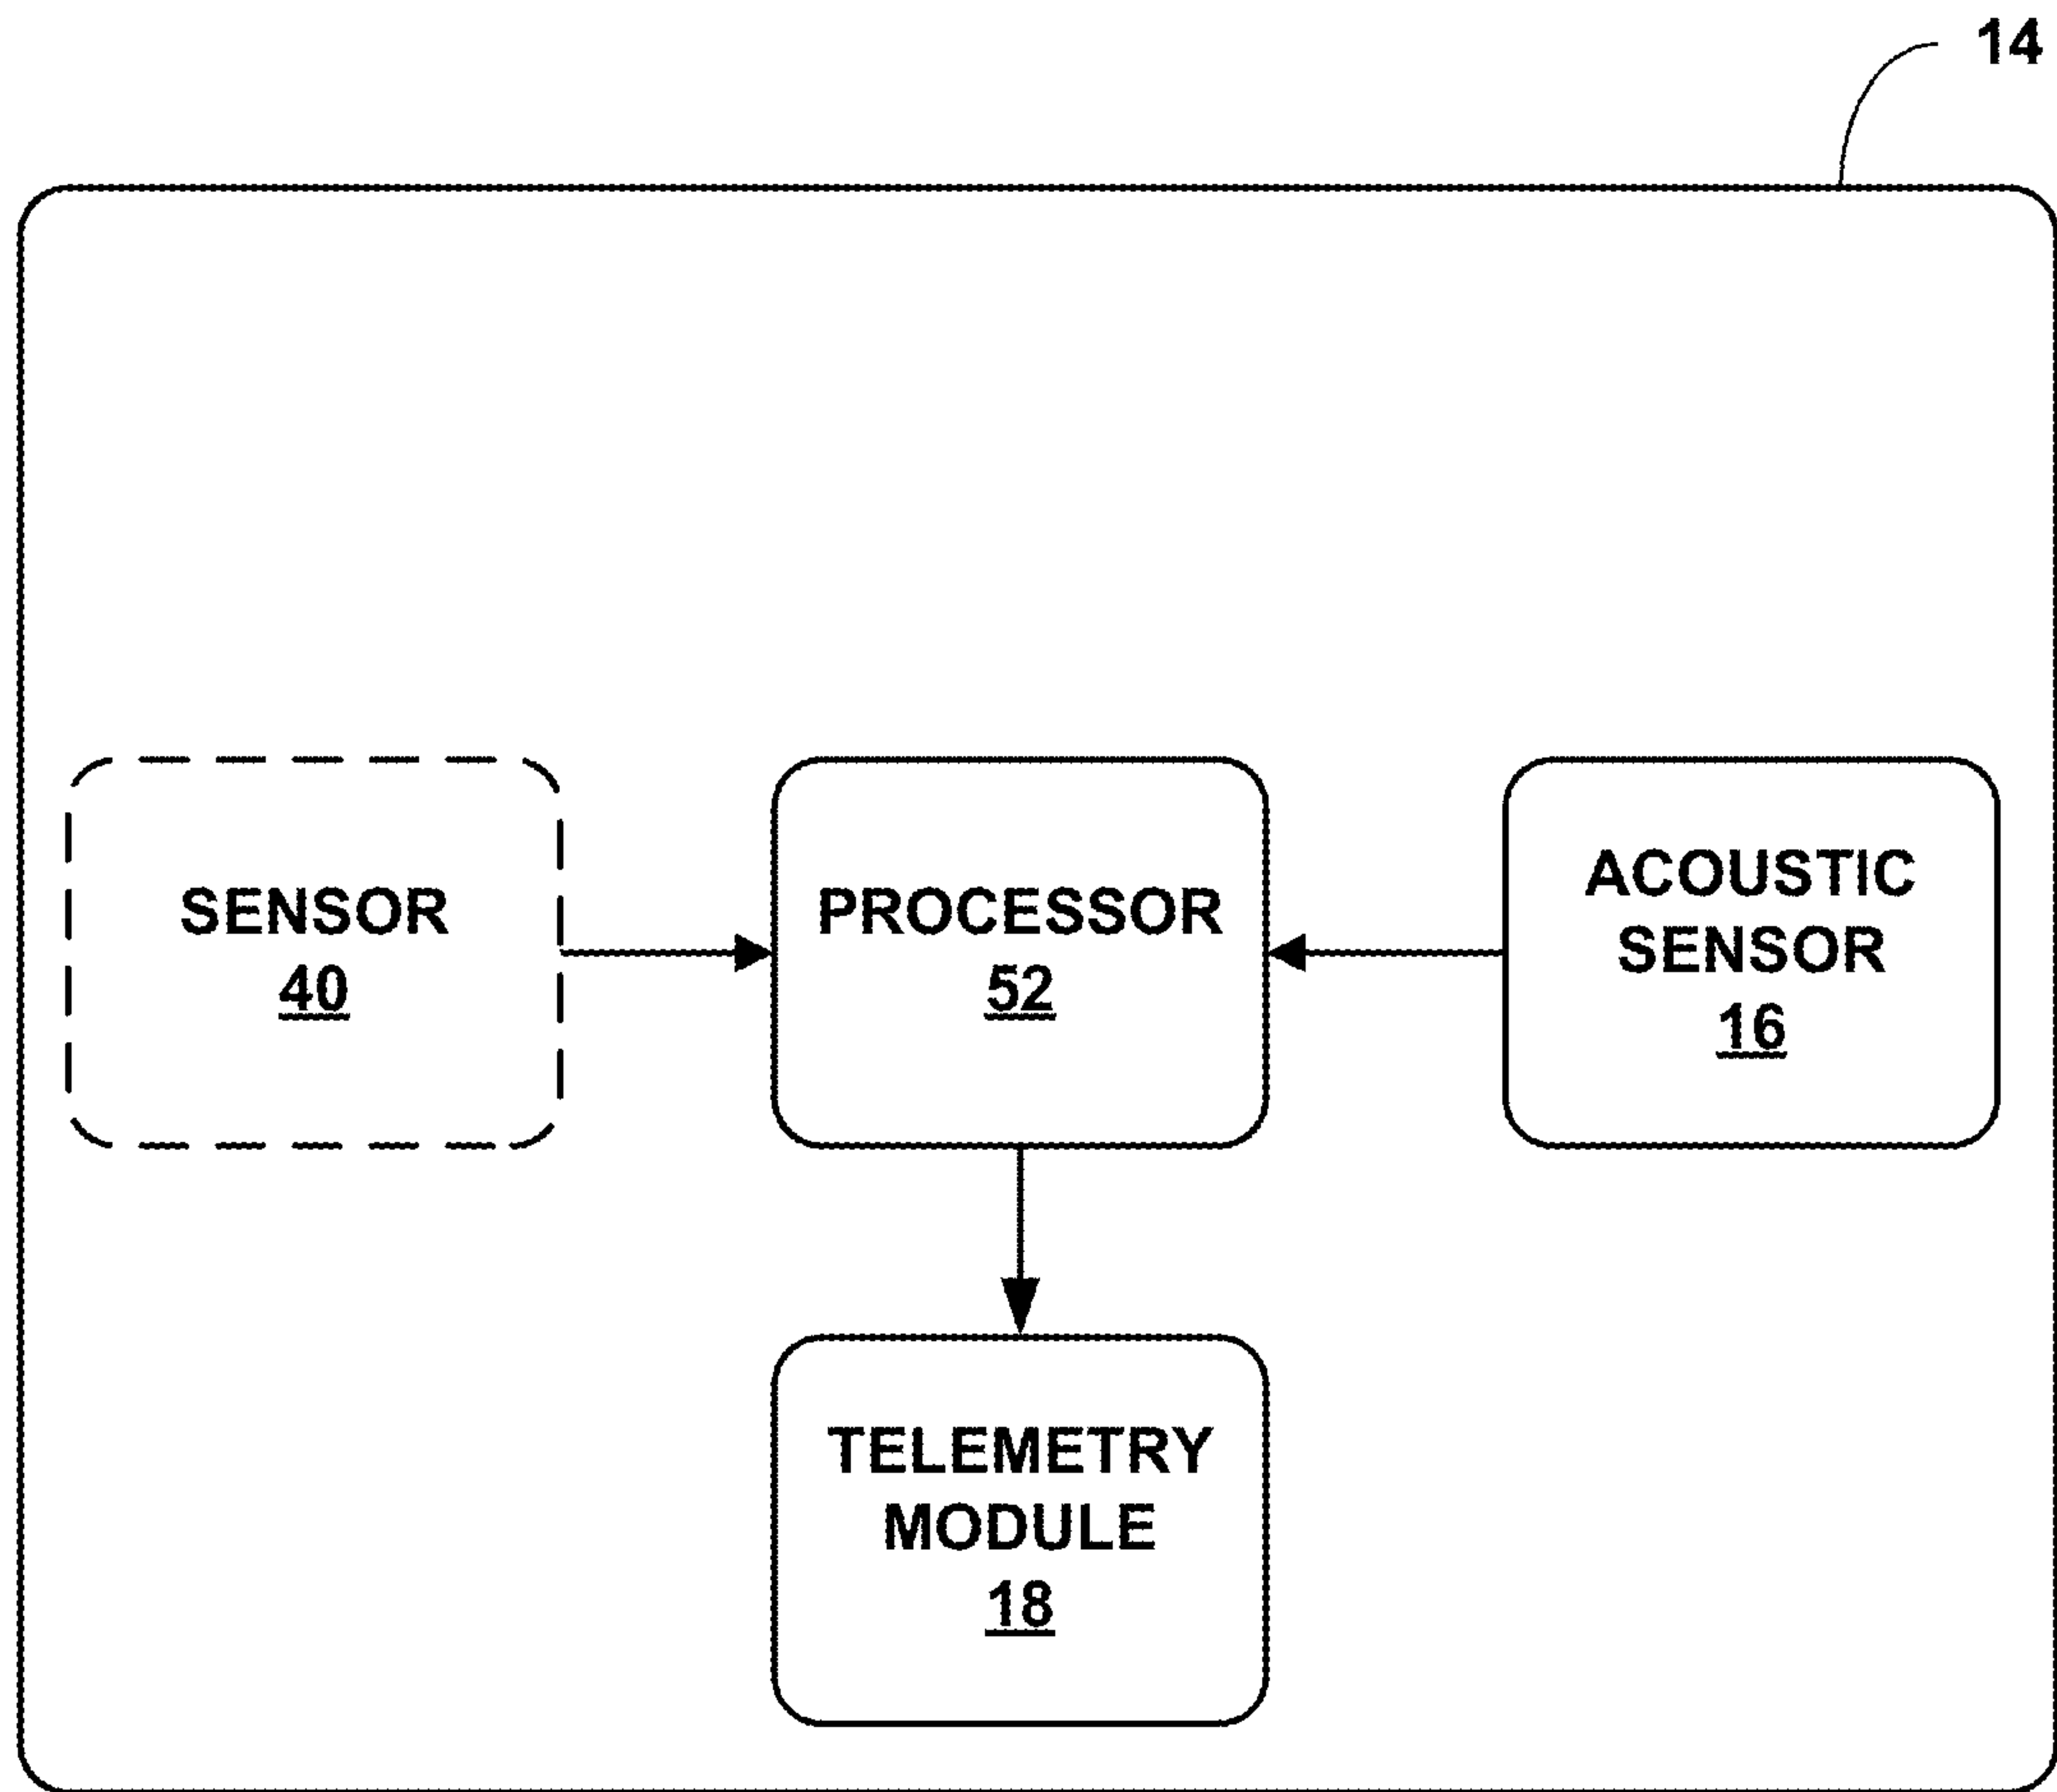 14
SENSOR
40
PROCESSOR
52
ACOUSTIC
SENSOR
16
TELEMETRY
MODULE
18